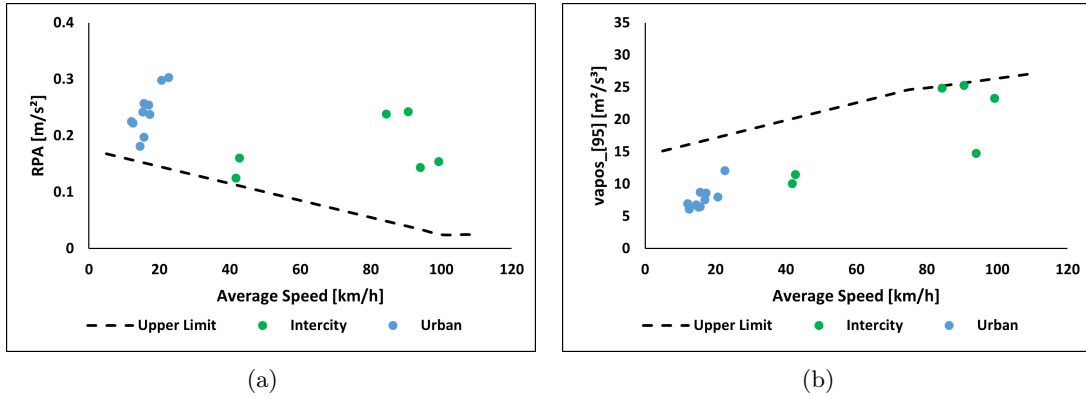 0.4
0.3
0.2
0.1
0
RPA [m/s²]
0 20 40 60 80 100 120
Average Speed [km/h]
Upper Limit Intercity Urban
(a)
35
30
25
20
15
10
5
0
vapos_[95] [m²/s³]
0 20 40 60 80 100 120
Average Speed [km/h]
Upper Limit Intercity Urban
(b)